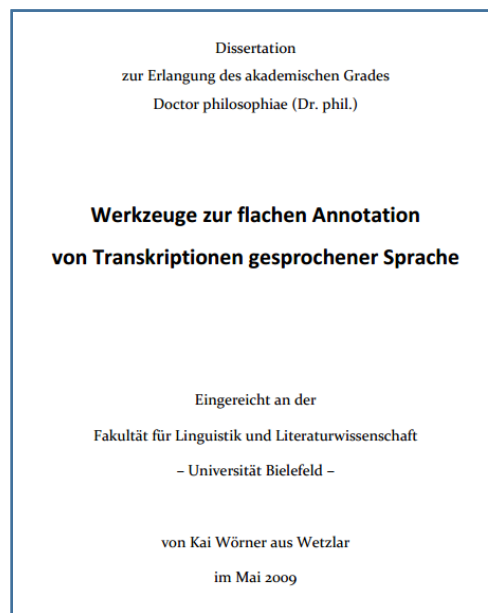 Dissertation
zur Erlangung des akademischen Grades
Doctor philosophiae (Dr. phil.)
Werkzeuge zur flachen Annotation
von Transkriptionen gesprochener Sprache
Eingereicht an der
Fakultät für Linguistik und Literaturwissenschaft
– Universität Bielefeld –
von Kai Wörner aus Wetzlar
im Mai 2009